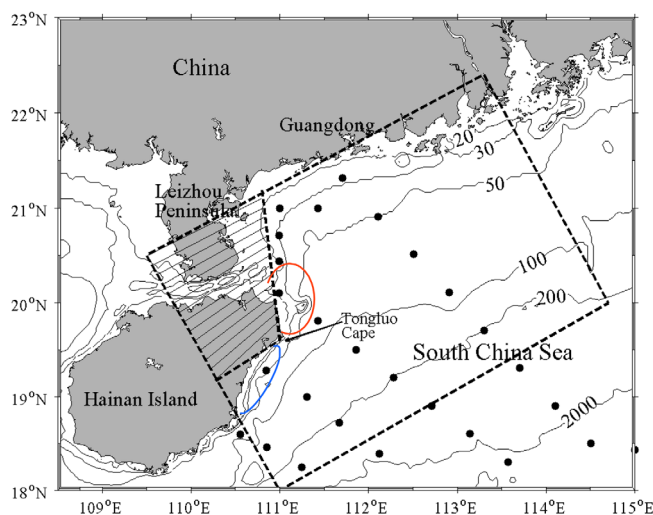 23°N
22°N
21°N
20°N
19°N
18°N
China
Guangdong
Leizhou
Peninsula
20
30
50
100
200
Tongluo
Cape
South China Sea
Hainan Island
2000
109°E
110°E
111°E
112°E
113°E
114°E
115°E